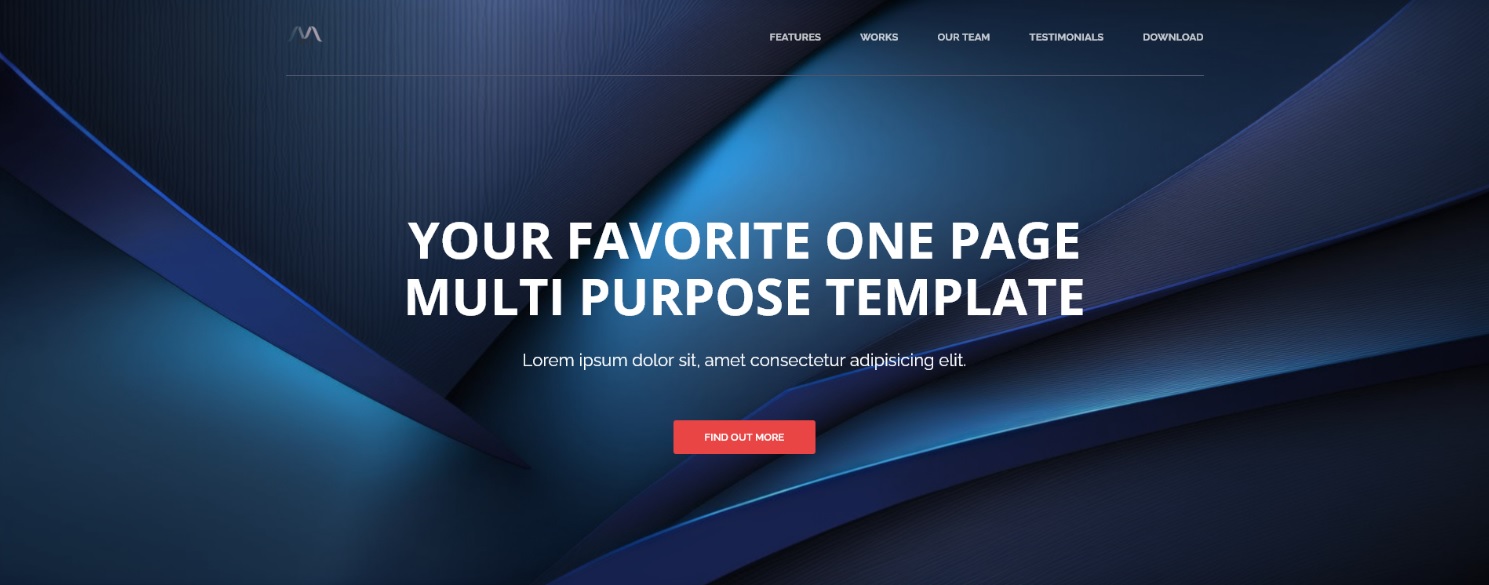 FEATURES WORKS OUR TEAM TESTIMONIALS DOWNLOAD
YOUR FAVORITE ONE PAGE
MULTI PURPOSE TEMPLATE
Lorem ipsum dolor sit, amet consectetur adipisicing elit.
FIND OUT MORE